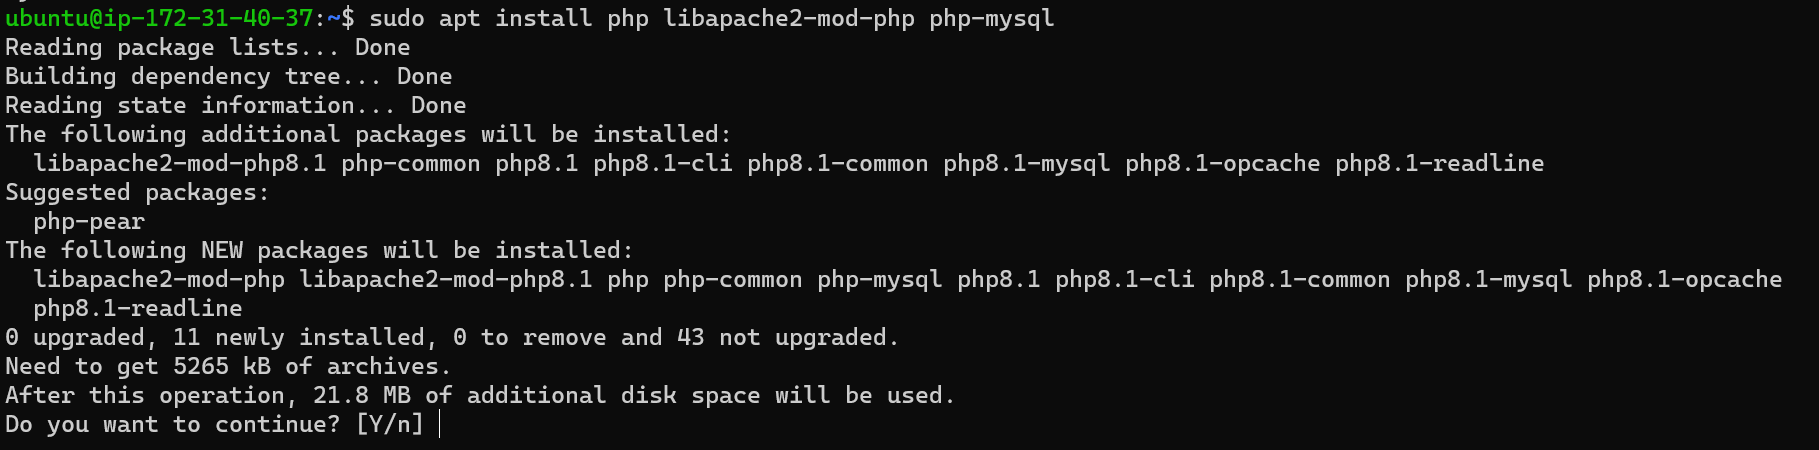 ubuntu@ip-172-31-40-37:~$ sudo apt install php libapache2-mod-php php-mysql
Reading package lists... Done
Building dependency tree... Done
Reading state information... Done
The following additional packages will be installed:
  libapache2-mod-php8.1 php-common php8.1 php8.1-cli php8.1-common php8.1-mysql php8.1-opcache php8.1-readline
Suggested packages:
  php-pear
The following NEW packages will be installed:
  libapache2-mod-php libapache2-mod-php8.1 php php-common php-mysql php8.1 php8.1-cli php8.1-common php8.1-mysql php8.1-opcache
  php8.1-readline
0 upgraded, 11 newly installed, 0 to remove and 43 not upgraded.
Need to get 5265 kB of archives.
After this operation, 21.8 MB of additional disk space will be used.
Do you want to continue? [Y/n]